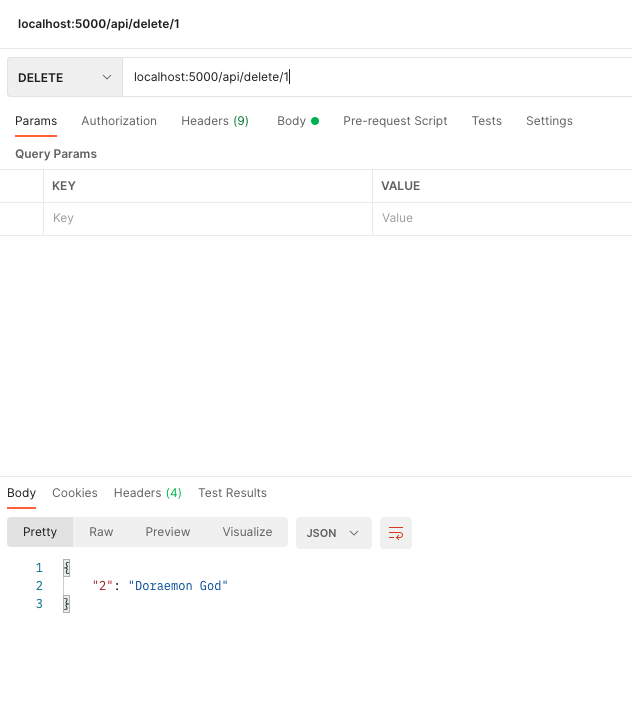 localhost:5000/api/delete/1
DELETE localhost:5000/api/delete/1
Params Authorization Headers (9) Body Pre-request Script Tests Settings
Query Params
KEY VALUE
Key Value
Body Cookies Headers (4) Test Results
Pretty Raw Preview Visualize JSON
1 {
2 "2": "Doraemon God"
3 }